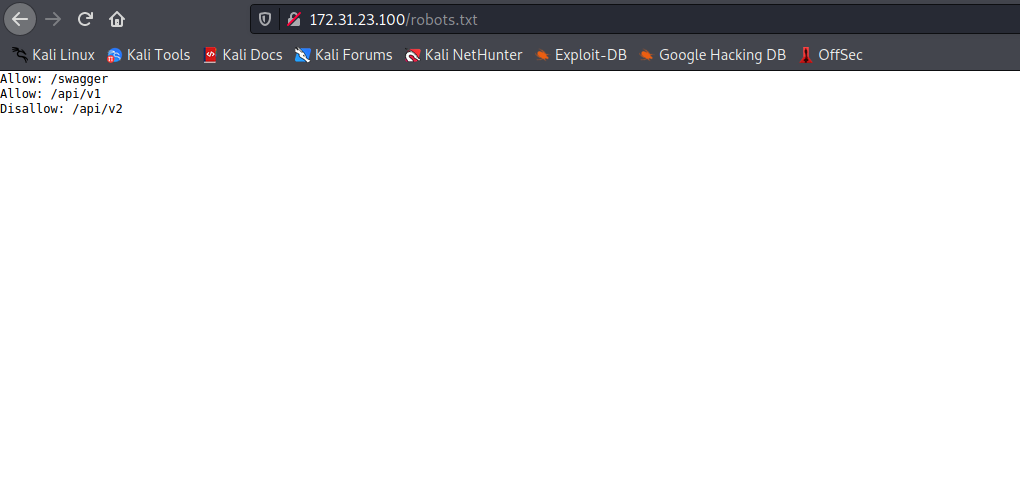 172.31.23.100/robots.txt
Kali Linux Kali Tools Kali Docs Kali Forums Kali NetHunter Exploit-DB Google Hacking DB OffSec
Allow: /swagger
Allow: /api/v1
Disallow: /api/v2